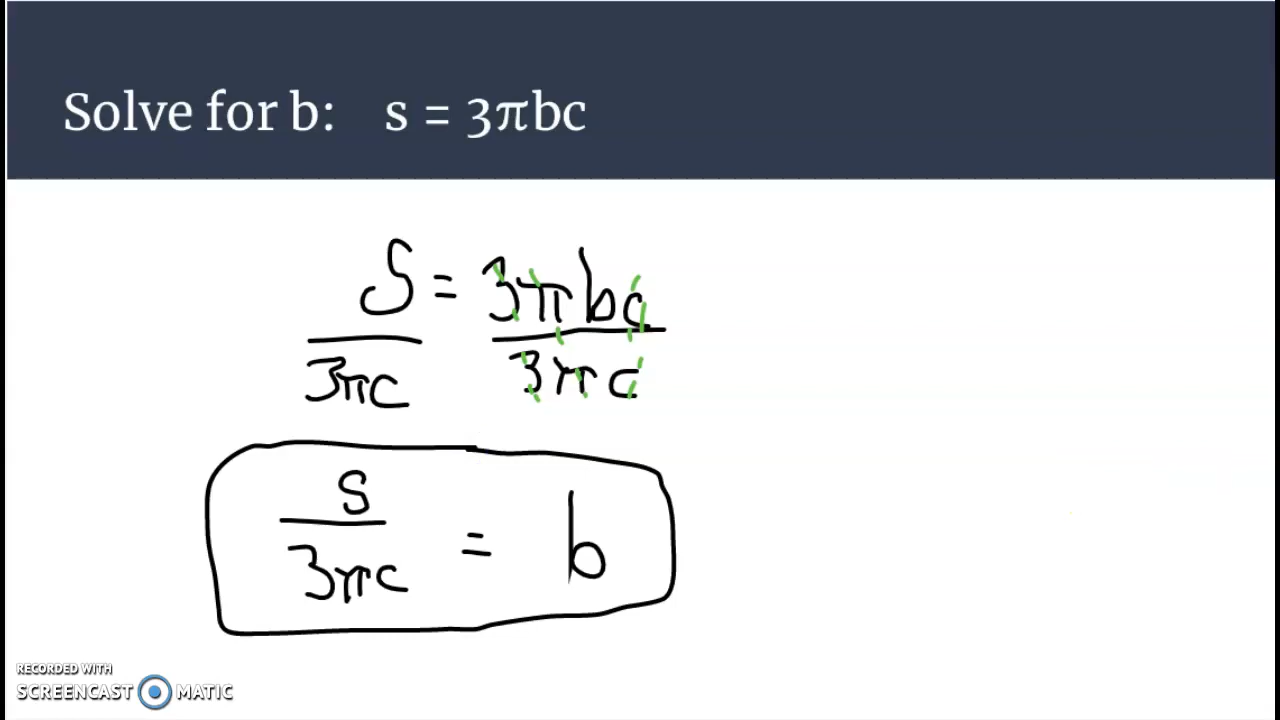 Solve for b: s = 3πbc
S = 3πbc
3πc 3πc
s
3πc = b
RECORDED WITH
SCREENCAST MATIC